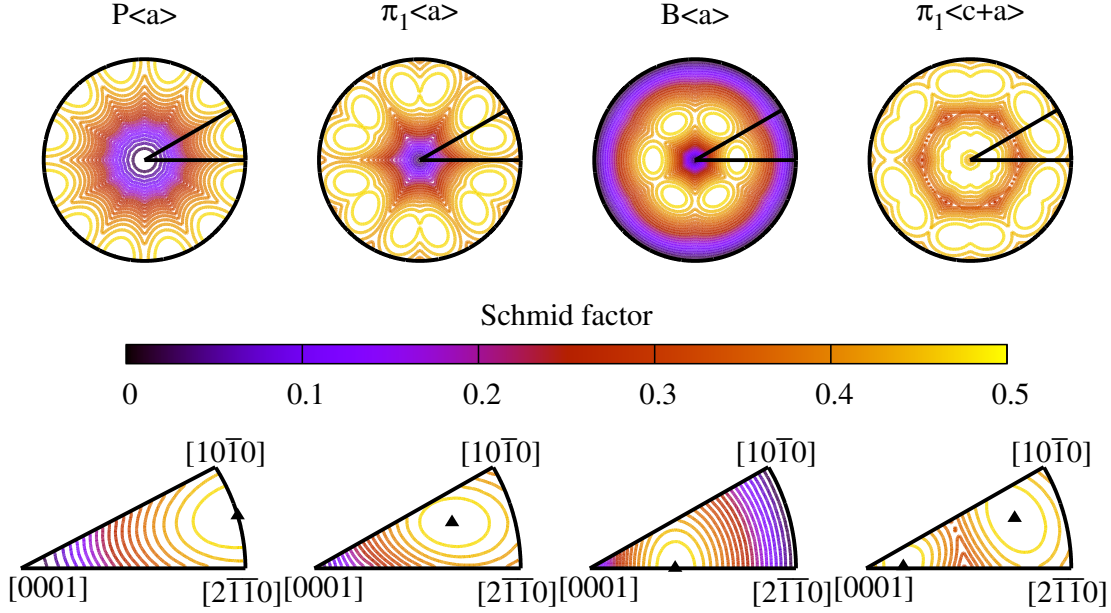 P<a> π₁<a> B<a> π₁<c+a>
Schmid factor
0 0.1 0.2 0.3 0.4 0.5
[101̅0] [101̅0] [101̅0] [101̅0]
[0001] [21̅1̅0] [0001] [21̅1̅0] [0001] [21̅1̅0] [0001] [21̅1̅0]